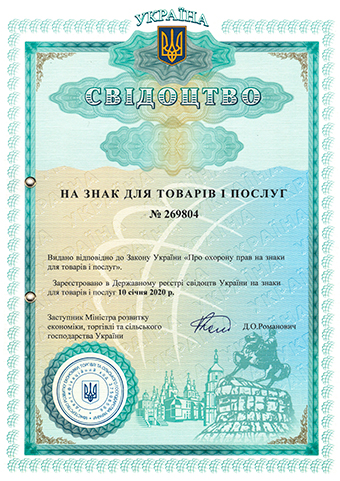 УКРАЇНА
СВІДОЦТВО
НА ЗНАК ДЛЯ ТОВАРІВ І ПОСЛУГ
№ 269804
Видано відповідно до Закону України «Про охорону прав на знаки
для товарів і послуг».
Зареєстровано в Державному реєстрі свідоцтв України на знаки
для товарів і послуг 10 січня 2020 р.
Заступник Міністра розвитку
економіки, торгівлі та сільського
господарства України
Д.О.Романович